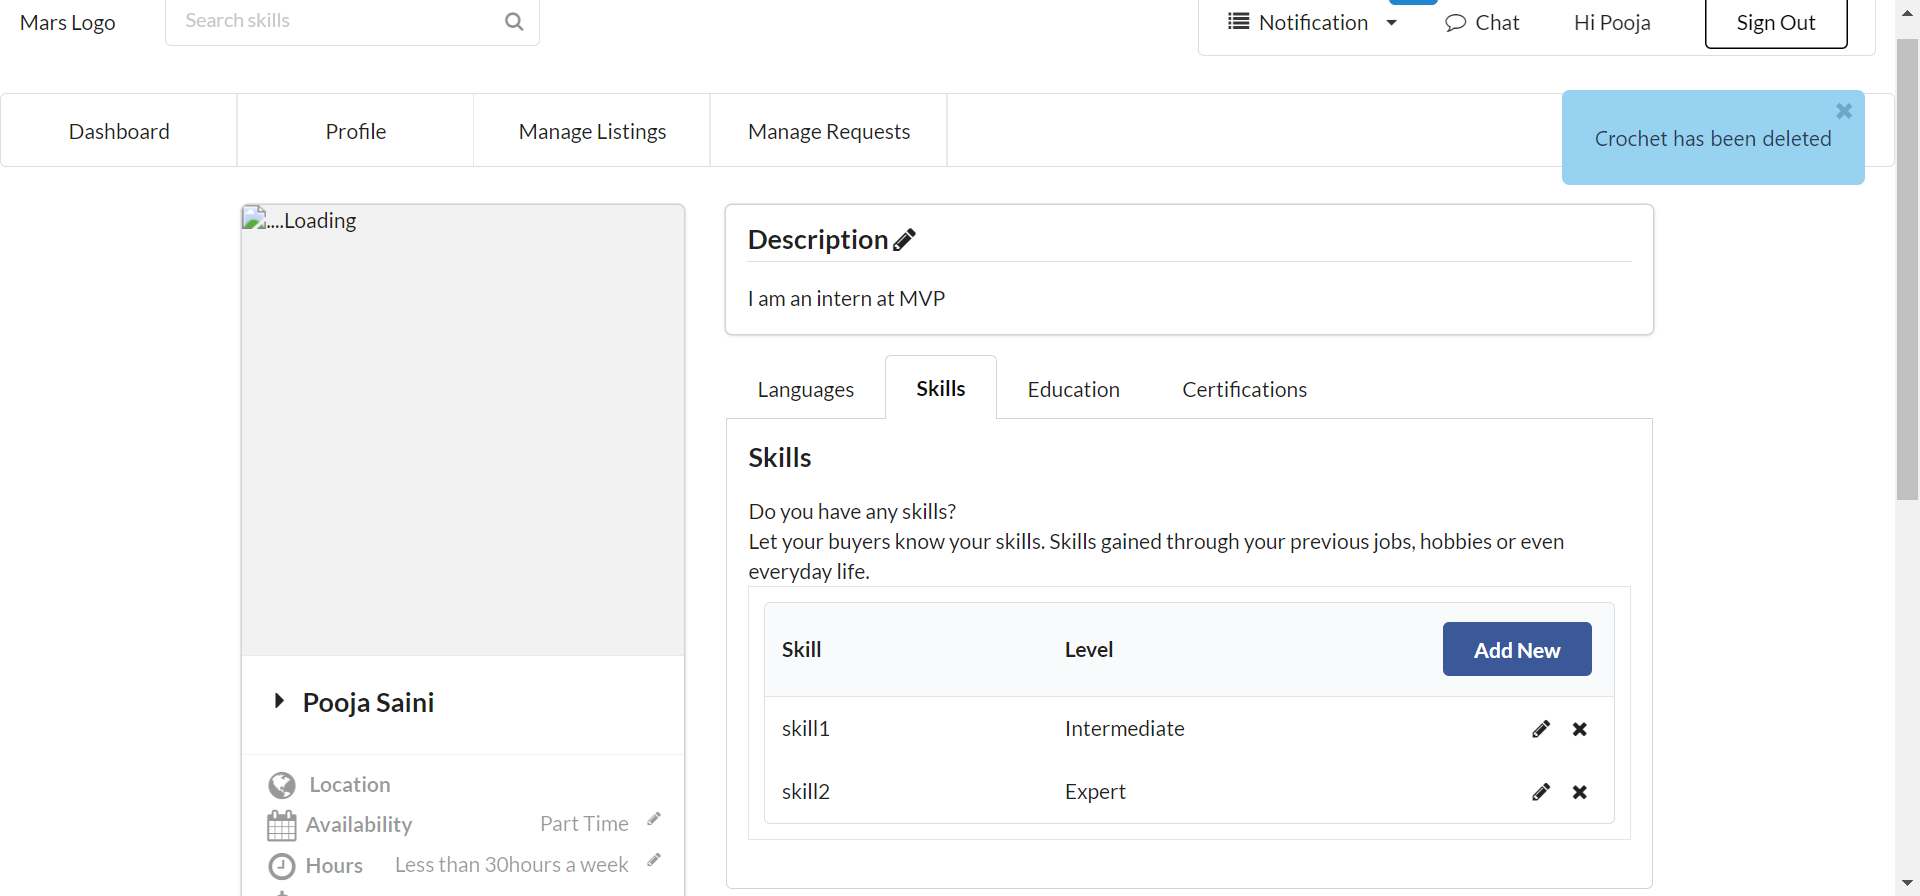 Mars Logo
Search skills
Notification
Chat
Hi Pooja
Sign Out
Dashboard
Profile
Manage Listings
Manage Requests
Crochet has been deleted
....Loading
Description
I am an intern at MVP
Languages
Skills
Education
Certifications
Skills
Do you have any skills?
Let your buyers know your skills. Skills gained through your previous jobs, hobbies or even
everyday life.
Skill Level Add New
skill1 Intermediate
skill2 Expert
Pooja Saini
Location
Availability Part Time
Hours Less than 30hours a week